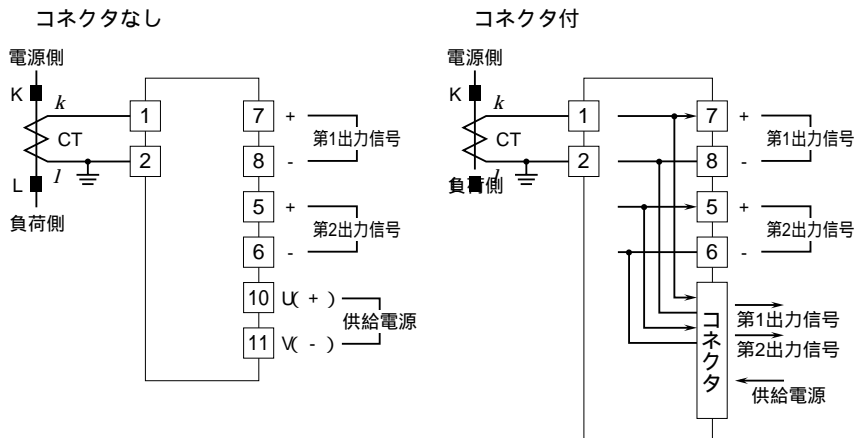 コネクタなし
電源側
K
k
CT
L
l
負荷側
1
2
7 +
第1出力信号
8 -
5 +
第2出力信号
6 -
10 U( + )
供給電源
11 V( - )
コネクタ付
電源側
K
k
CT
l
負荷側
1
2
7 +
第1出力信号
8 -
5 +
第2出力信号
6 -
コネクタ
第1出力信号
第2出力信号
供給電源